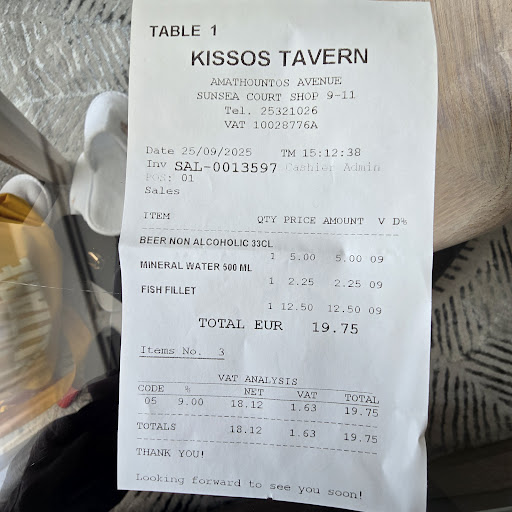 TABLE 1
KISSOS TAVERN
AMATHOUNTOS AVENUE
SUNSEA COURT SHOP 9-11
Tel. 25321026
VAT 10028776A
Date 25/09/2025 TM 15:12:38
Inv SAL-0013597 Cashier Admin
POS: 01
Sales
ITEM QTY PRICE AMOUNT V D%
BEER NON ALCOHOLIC 33CL
1 5.00 5.00 09
MINERAL WATER 500 ML
1 2.25 2.25 09
FISH FILLET
1 12.50 12.50 09
TOTAL EUR 19.75
Items No. 3
VAT ANALYSIS
CODE % NET VAT TOTAL
05 9.00 18.12 1.63 19.75
TOTALS 18.12 1.63 19.75
THANK YOU!
Looking forward to see you soon!